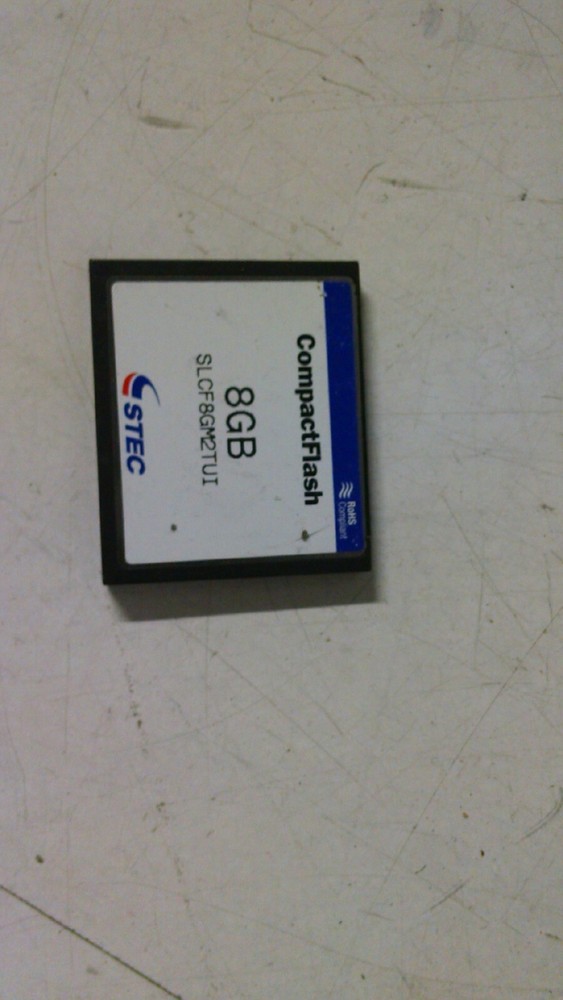 RoHS
Compliant
CompactFlash
8GB
SLCF8GM2TUI
STEC